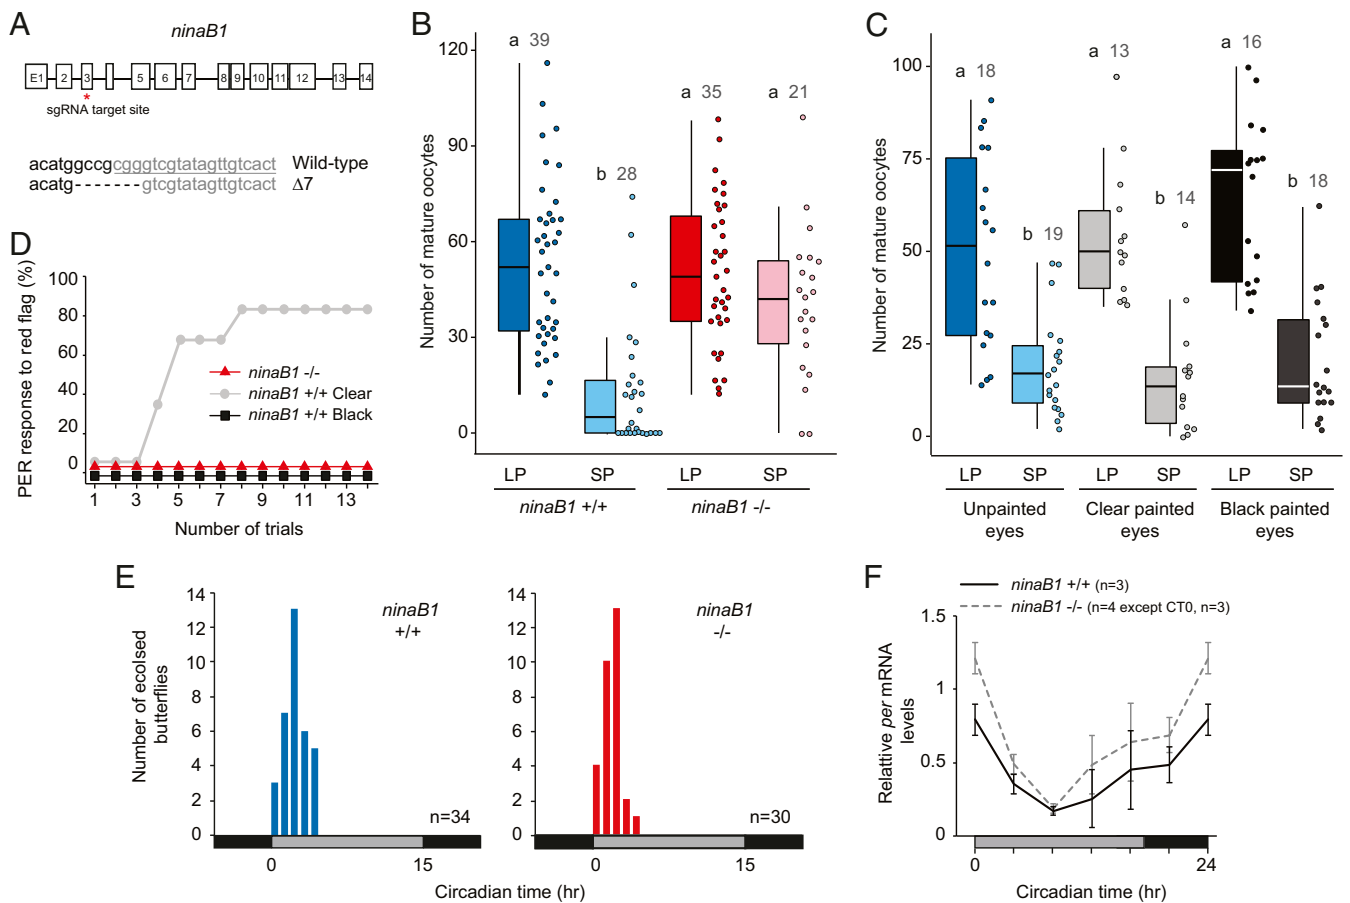 A
ninaB1
E1 2 3 5 6 7 8 9 10 11 12 13 14
*
sgRNA target site
acatggccgcgggtcgtatagttgtcact Wild-type
acatg-------gtcgtatagttgtcact Δ7
B
Number of mature oocytes
120
90
60
30
0
a 39
b 28
a 35
a 21
LP SP LP SP
ninaB1 +/+ ninaB1 -/-
C
Number of mature oocytes
100
75
50
25
0
a 18
b 19
a 13
b 14
a 16
b 18
LP SP LP SP LP SP
Unpainted eyes
Clear painted eyes
Black painted eyes
D
PER response to red flag (%)
100
80
60
40
20
0
ninaB1 -/-
ninaB1 +/+ Clear
ninaB1 +/+ Black
1 3 5 7 9 11 13
Number of trials
E
Number of ecolsed
butterflies
14
12
10
8
6
4
2
0
ninaB1
+/+
n=34
0 15
14
12
10
8
6
4
2
0
ninaB1
-/-
n=30
0 15
Circadian time (hr)
F
ninaB1 +/+ (n=3)
ninaB1 -/- (n=4 except CT0, n=3)
Relative per mRNA
levels
1.5
1
0.5
0
0 24
Circadian time (hr)